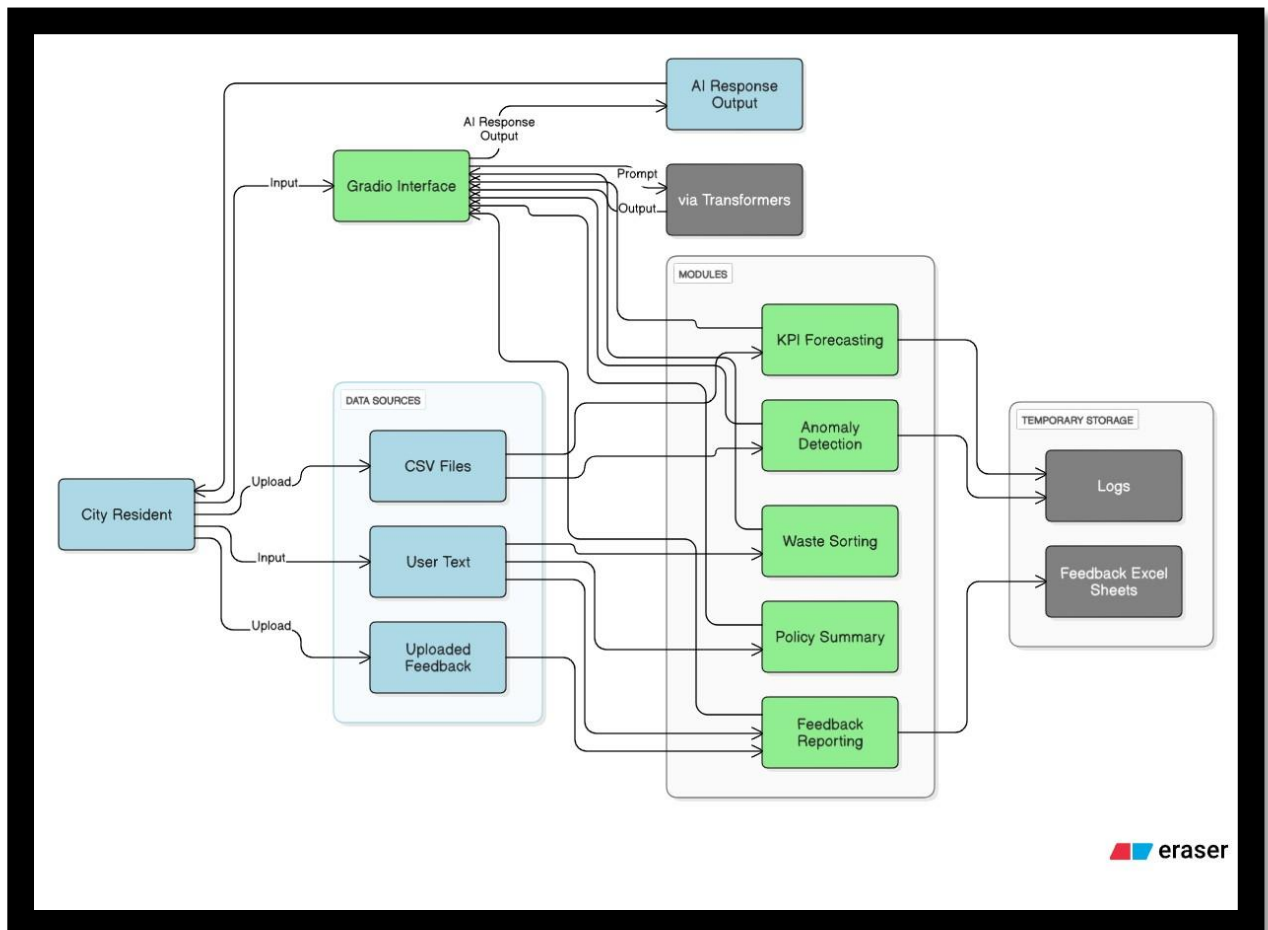 AI Response
Output
AI Response
Output
Gradio Interface
Input
Prompt
via Transformers
Output
MODULES
KPI Forecasting
DATA SOURCES
CSV Files
Anomaly
Detection
TEMPORARY STORAGE
Logs
Upload
City Resident
Waste Sorting
Input
User Text
Feedback Excel
Sheets
Upload
Uploaded
Feedback
Policy Summary
Feedback
Reporting
eraser